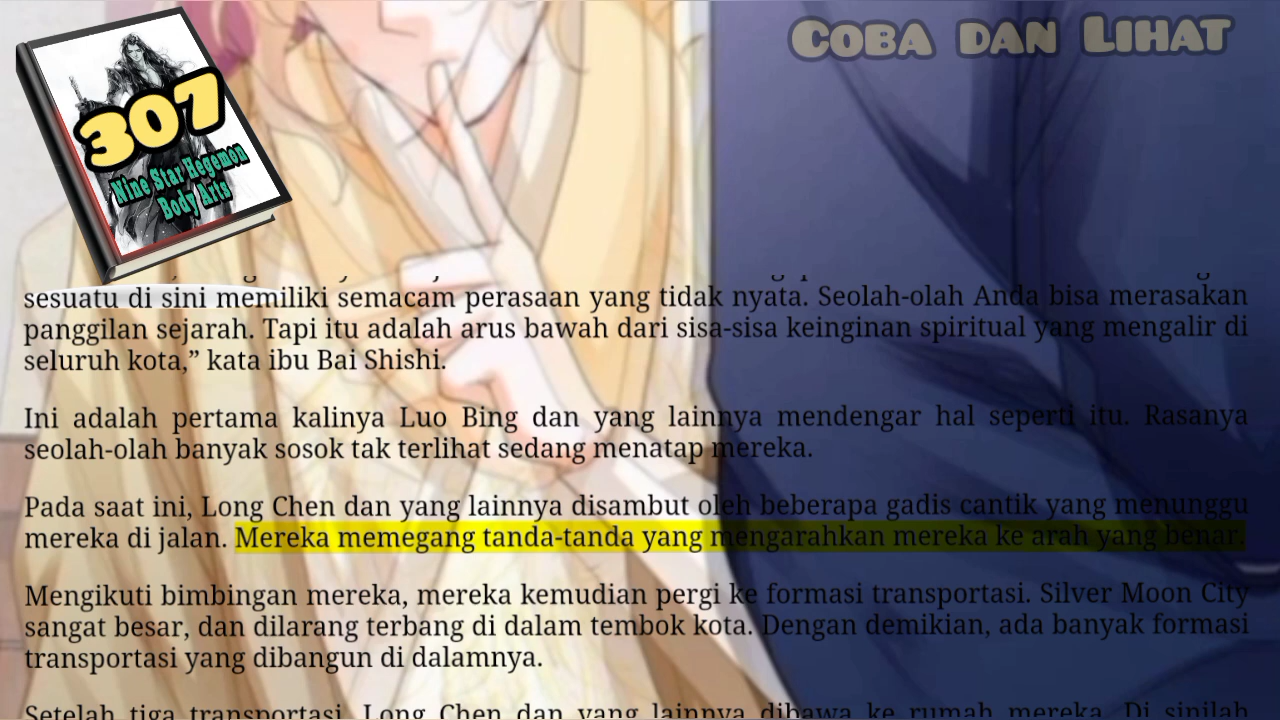 COBA DAN LIHAT
307
Nine Star Hegemon
Body Arts
sesuatu di sini memiliki semacam perasaan yang tidak nyata. Seolah-olah Anda bisa merasakan
panggilan sejarah. Tapi itu adalah arus bawah dari sisa-sisa keinginan spiritual yang mengalir di
seluruh kota,” kata ibu Bai Shishi.
Ini adalah pertama kalinya Luo Bing dan yang lainnya mendengar hal seperti itu. Rasanya
seolah-olah banyak sosok tak terlihat sedang menatap mereka.
Pada saat ini, Long Chen dan yang lainnya disambut oleh beberapa gadis cantik yang menunggu
mereka di jalan. Mereka memegang tanda-tanda yang mengarahkan mereka ke arah yang benar.
Mengikuti bimbingan mereka, mereka kemudian pergi ke formasi transportasi. Silver Moon City
sangat besar, dan dilarang terbang di dalam tembok kota. Dengan demikian, ada banyak formasi
transportasi yang dibangun di dalamnya.
Setelah tiga transportasi, Long Chen dan yang lainnya dibawa ke rumah mereka. Di sinilah